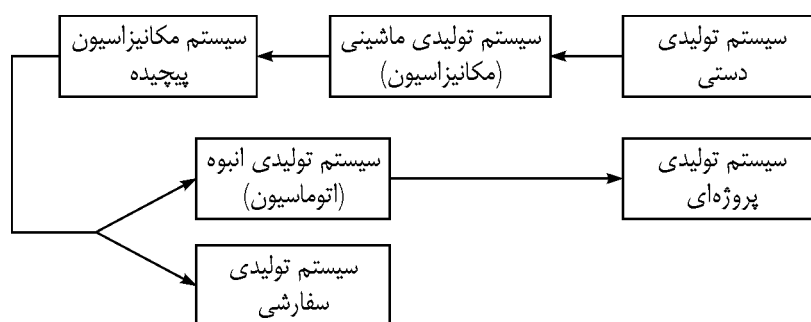 سیستم تولیدی
دستی
سیستم تولیدی ماشینی
(مکانیزاسیون)
سیستم مکانیزاسیون
پیچیده
سیستم تولیدی انبوه
(اتوماسیون)
سیستم تولیدی
پروژه‌ای
سیستم تولیدی
سفارشی